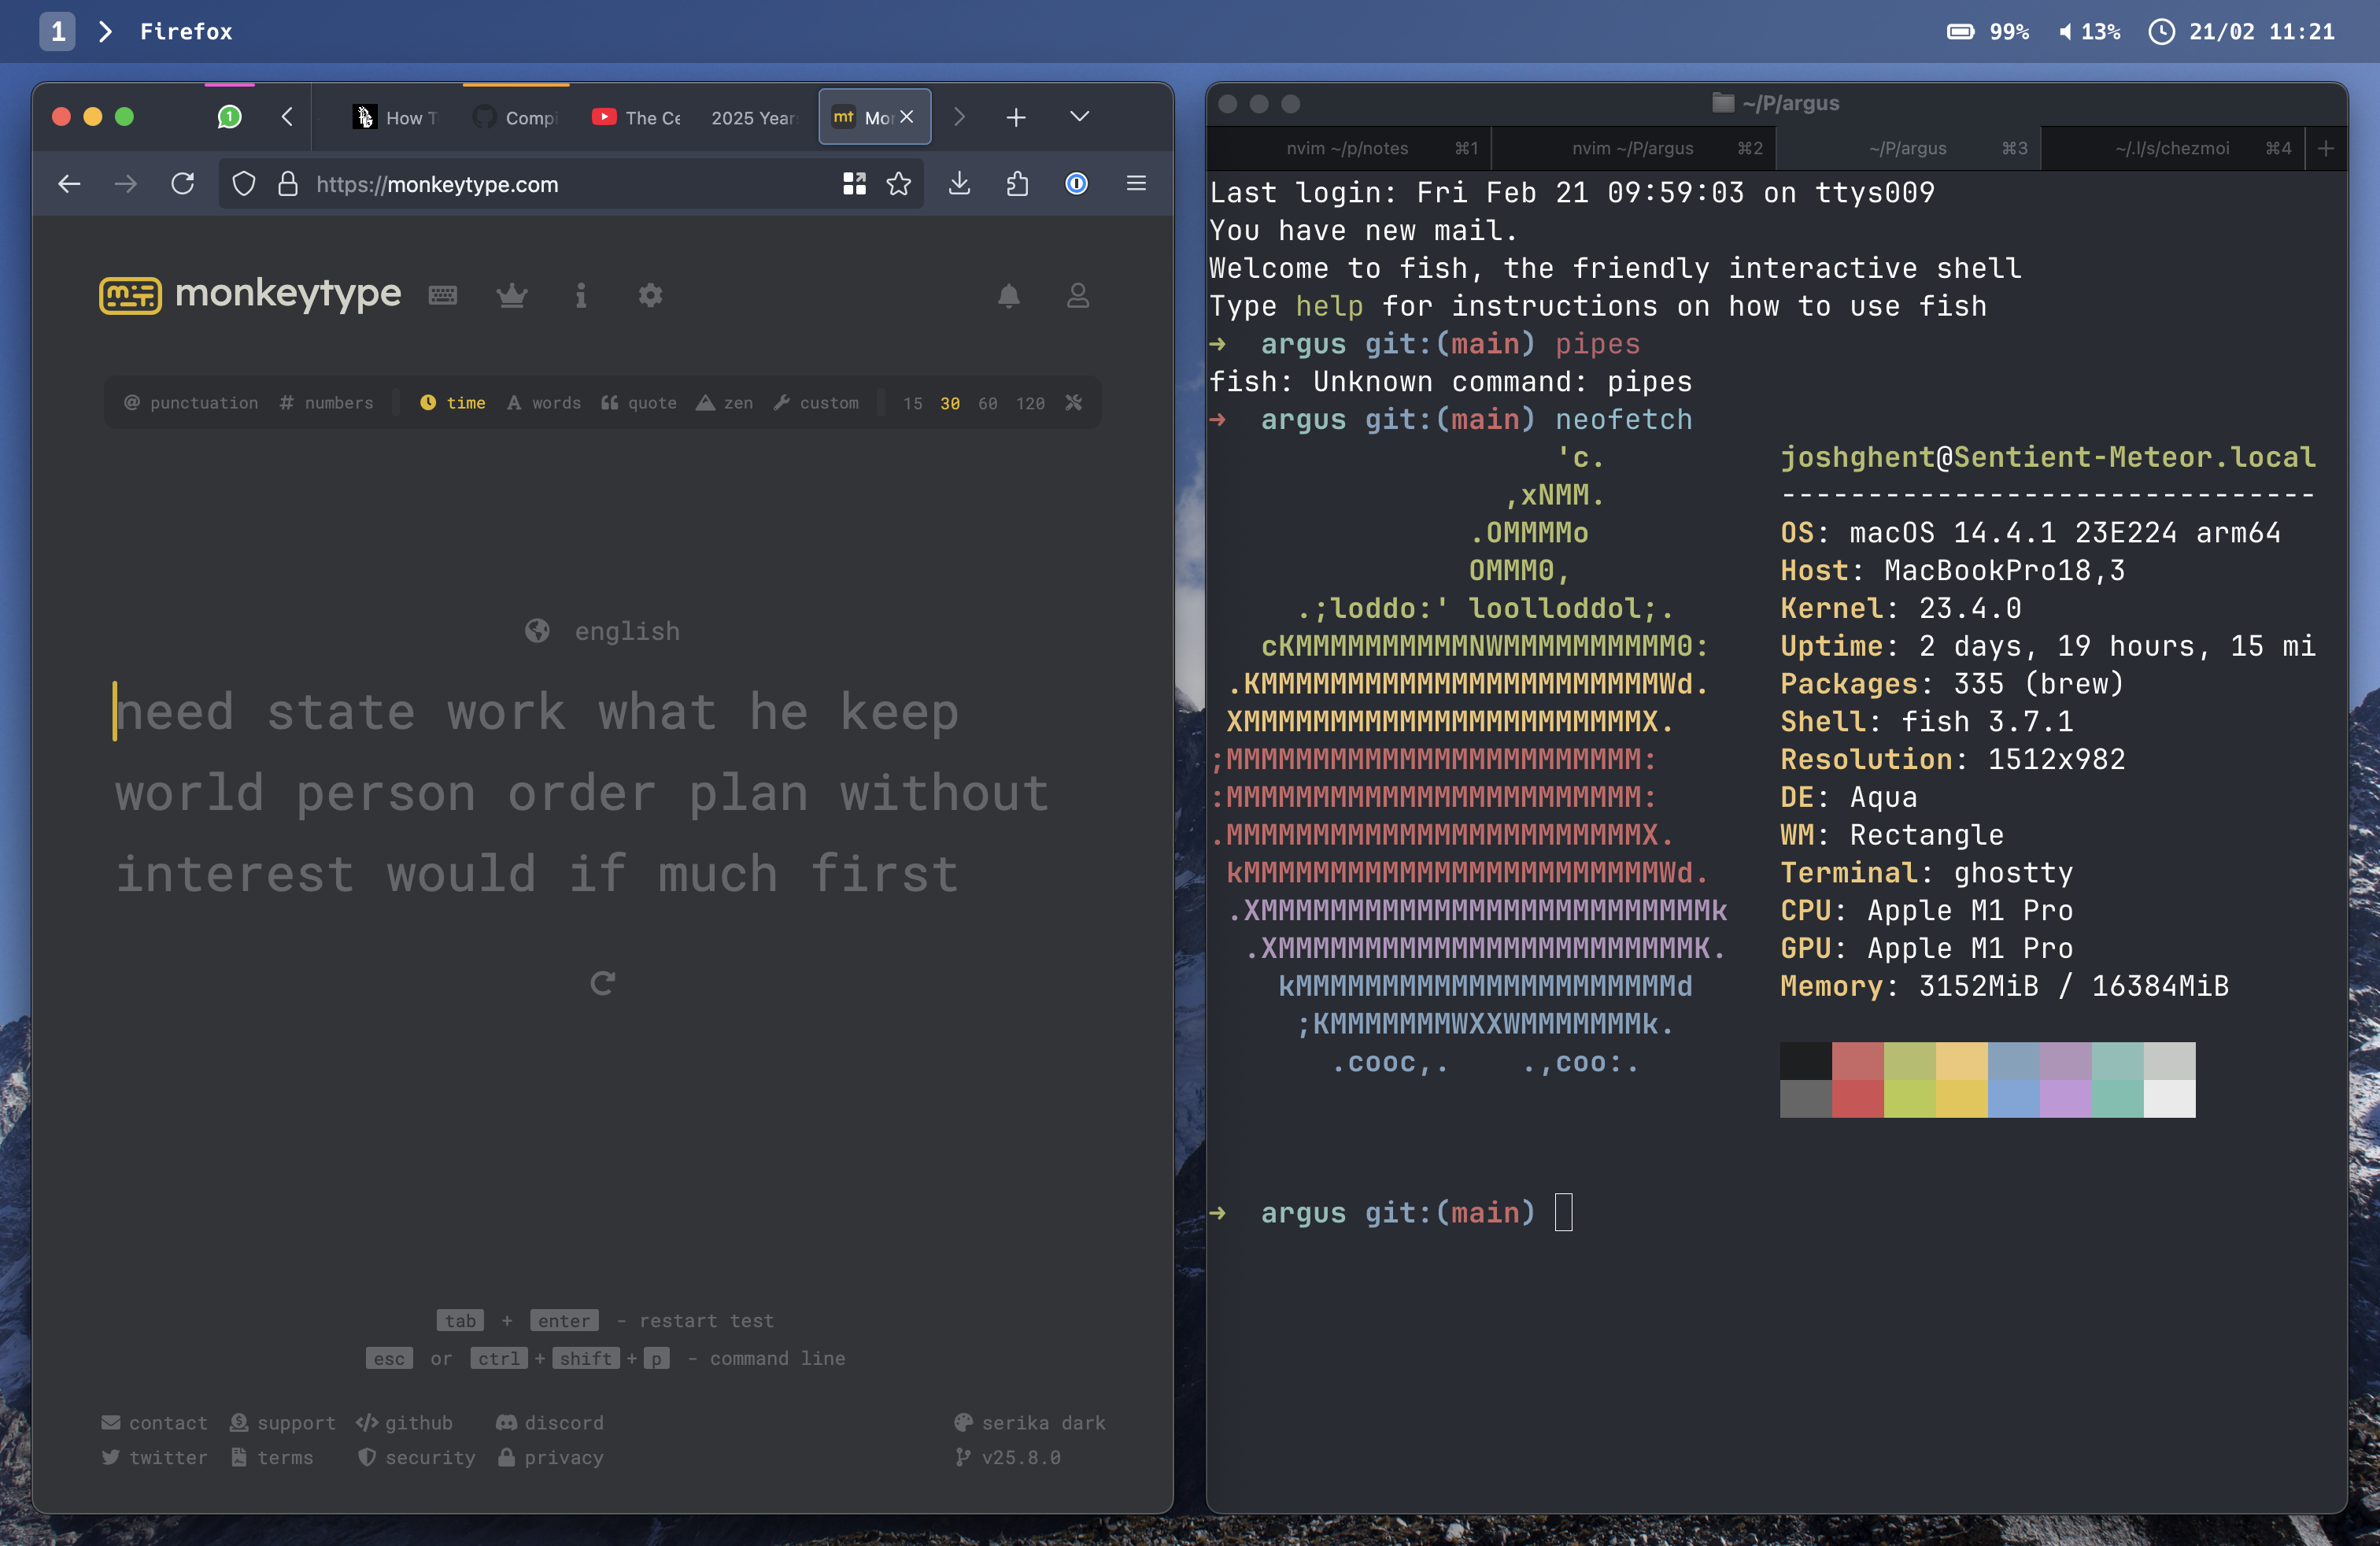 1 Firefox 99% 13% 21/02 11:21
1 How T Compi The Ce 2025 Year mt Mon
https://monkeytype.com
monkeytype
@ punctuation # numbers time A words quote zen custom 15 30 60 120
english
need state work what he keep
world person order plan without
interest would if much first
tab + enter - restart test
esc or ctrl + shift + p - command line
contact support </> github discord serika dark
twitter terms security privacy v25.8.0
~/P/argus
nvim ~/p/notes ⌘1 nvim ~/P/argus ⌘2 ~/P/argus ⌘3 ~/.l/s/chezmoi ⌘4 +
Last login: Fri Feb 21 09:59:03 on ttys009
You have new mail.
Welcome to fish, the friendly interactive shell
Type help for instructions on how to use fish
→ argus git:(main) pipes
fish: Unknown command: pipes
→ argus git:(main) neofetch
'c. joshghent@Sentient-Meteor.local
,xNMM. -------------------------------
.OMMMMo OS: macOS 14.4.1 23E224 arm64
OMMM0, Host: MacBookPro18,3
.;loddo:' loolloddol;. Kernel: 23.4.0
cKMMMMMMMMMMNWMMMMMMMMMM0: Uptime: 2 days, 19 hours, 15 mi
.KMMMMMMMMMMMMMMMMMMMMMMMWd. Packages: 335 (brew)
XMMMMMMMMMMMMMMMMMMMMMMMX. Shell: fish 3.7.1
;MMMMMMMMMMMMMMMMMMMMMMMM: Resolution: 1512x982
:MMMMMMMMMMMMMMMMMMMMMMMM: DE: Aqua
.MMMMMMMMMMMMMMMMMMMMMMMMX. WM: Rectangle
kMMMMMMMMMMMMMMMMMMMMMMMMWd. Terminal: ghostty
.XMMMMMMMMMMMMMMMMMMMMMMMMMMk CPU: Apple M1 Pro
.XMMMMMMMMMMMMMMMMMMMMMMMMK. GPU: Apple M1 Pro
kMMMMMMMMMMMMMMMMMMMMMMd Memory: 3152MiB / 16384MiB
;KMMMMMMMWXXWMMMMMMMk.
.cooc,. .,coo:.
→ argus git:(main)